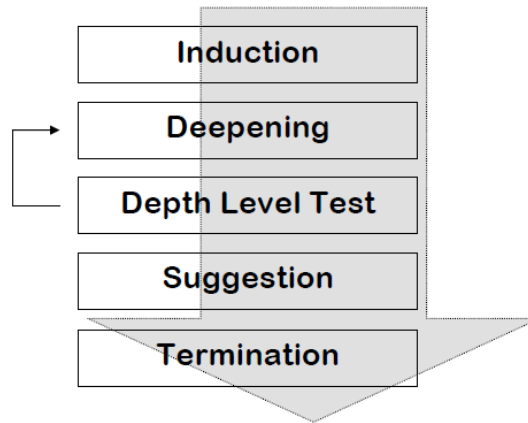 Induction
Deepening
Depth Level Test
Suggestion
Termination